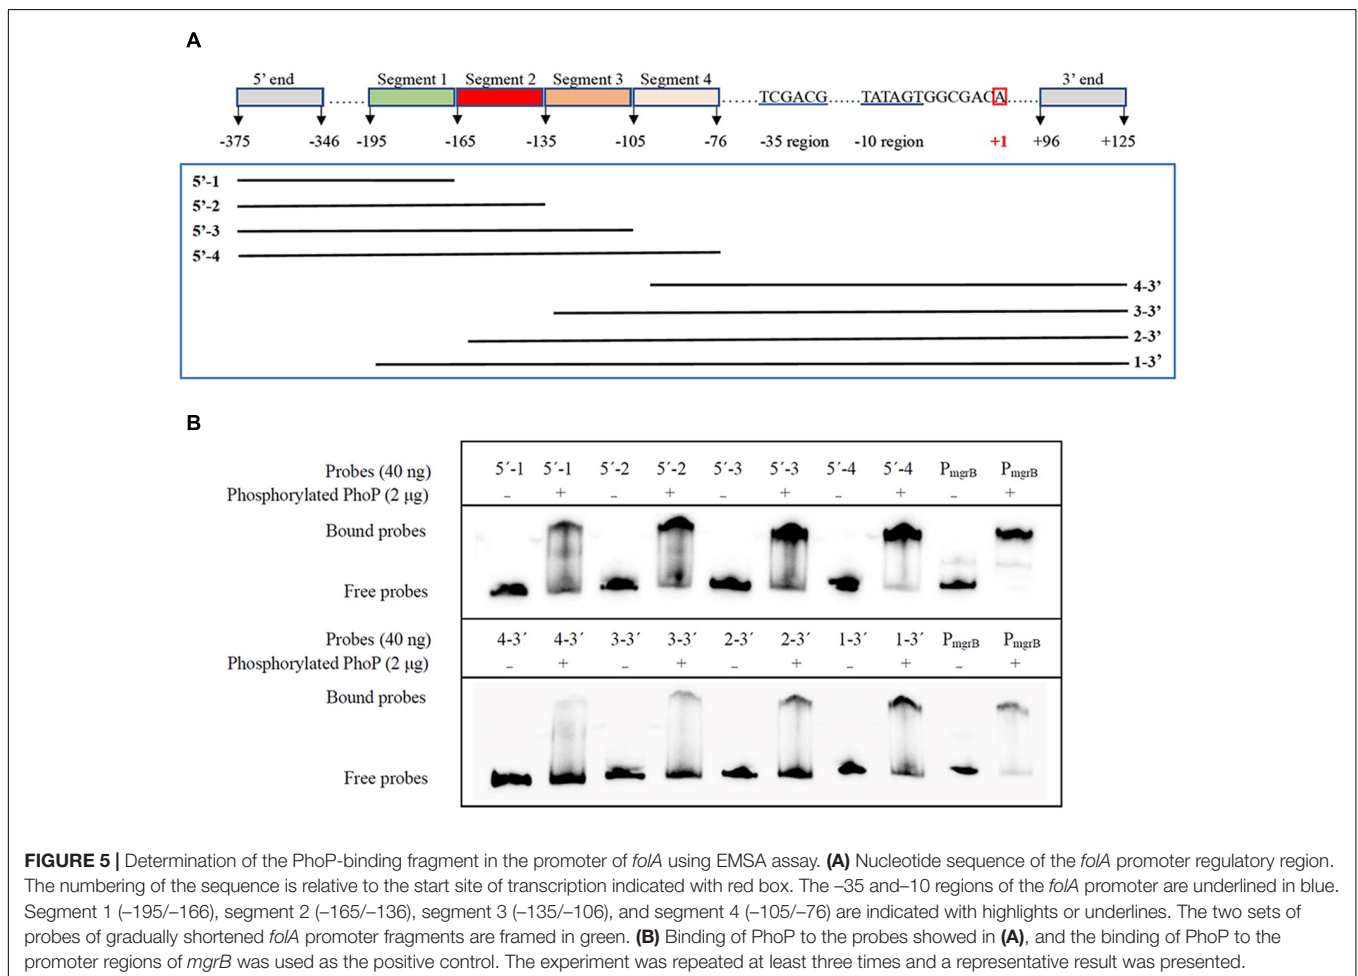 A
5’ end Segment 1 Segment 2 Segment 3 Segment 4 3’ end
......TCGACG......TATAGTGGCGACA......
-375 -346 -195 -165 -135 -105 -76 -35 region -10 region +1 +96 +125
5’-1
5’-2
5’-3
5’-4
4-3’
3-3’
2-3’
1-3’
B
Probes (40 ng) 5´-1 5´-1 5´-2 5´-2 5´-3 5´-3 5´-4 5´-4 PmgrB PmgrB
Phosphorylated PhoP (2 μg) – + – + – + – + – +
Bound probes
Free probes
Probes (40 ng) 4-3´ 4-3´ 3-3´ 3-3´ 2-3´ 2-3´ 1-3´ 1-3´ PmgrB PmgrB
Phosphorylated PhoP (2 μg) – + – + – + – + – +
Bound probes
Free probes
FIGURE 5 | Determination of the PhoP-binding fragment in the promoter of folA using EMSA assay. (A) Nucleotide sequence of the folA promoter regulatory region.
The numbering of the sequence is relative to the start site of transcription indicated with red box. The –35 and–10 regions of the folA promoter are underlined in blue.
Segment 1 (–195/–166), segment 2 (–165/–136), segment 3 (–135/–106), and segment 4 (–105/–76) are indicated with highlights or underlines. The two sets of
probes of gradually shortened folA promoter fragments are framed in green. (B) Binding of PhoP to the probes showed in (A), and the binding of PhoP to the
promoter regions of mgrB was used as the positive control. The experiment was repeated at least three times and a representative result was presented.